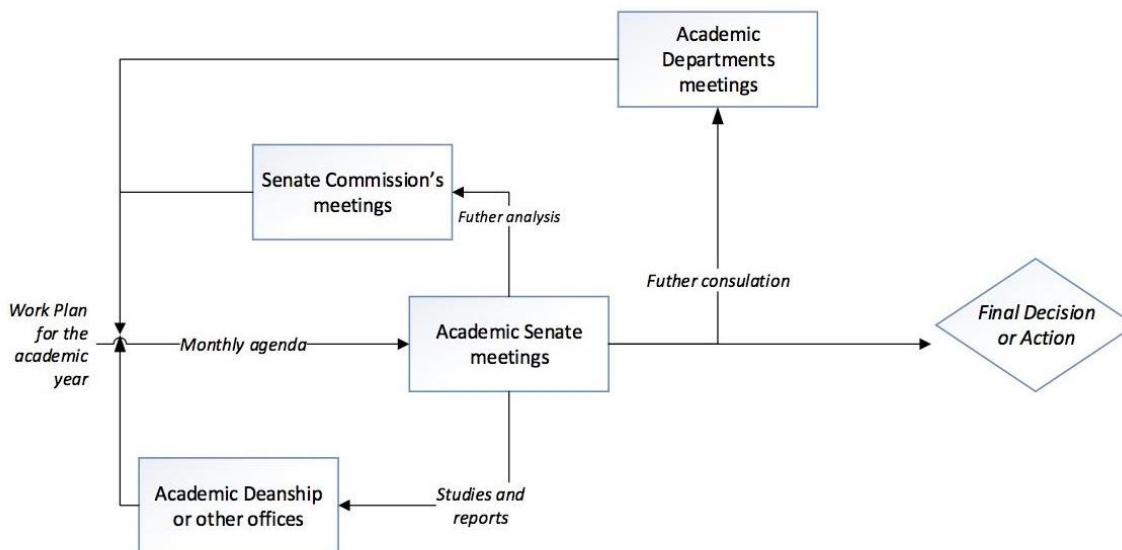 Academic
Departments
meetings
Senate Commission's
meetings
Futher analysis
Futher consulation
Work Plan
for the
academic
year
Monthly agenda
Academic Senate
meetings
Final Decision
or Action
Academic Deanship
or other offices
Studies and
reports